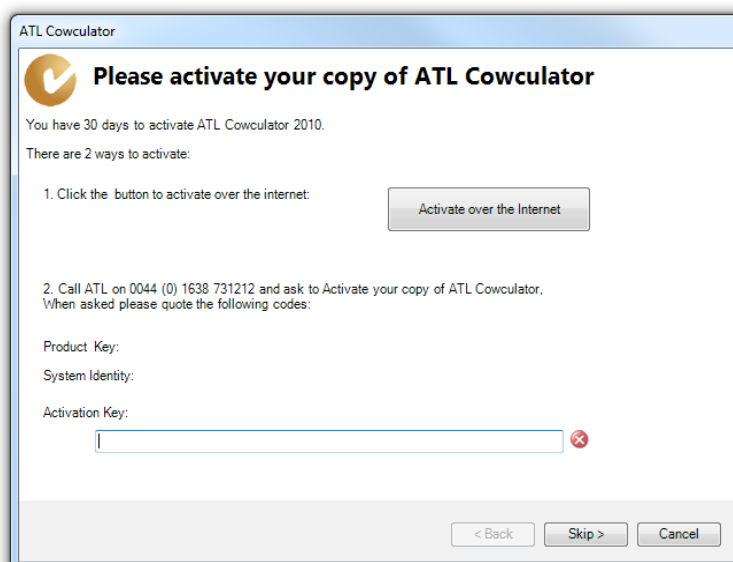 ATL Cowculator
Please activate your copy of ATL Cowculator
You have 30 days to activate ATL Cowculator 2010.
There are 2 ways to activate:
1. Click the button to activate over the internet:
Activate over the Internet
2. Call ATL on 0044 (0) 1638 731212 and ask to Activate your copy of ATL Cowculator,
When asked please quote the following codes:
Product Key:
System Identity:
Activation Key:
< Back Skip > Cancel